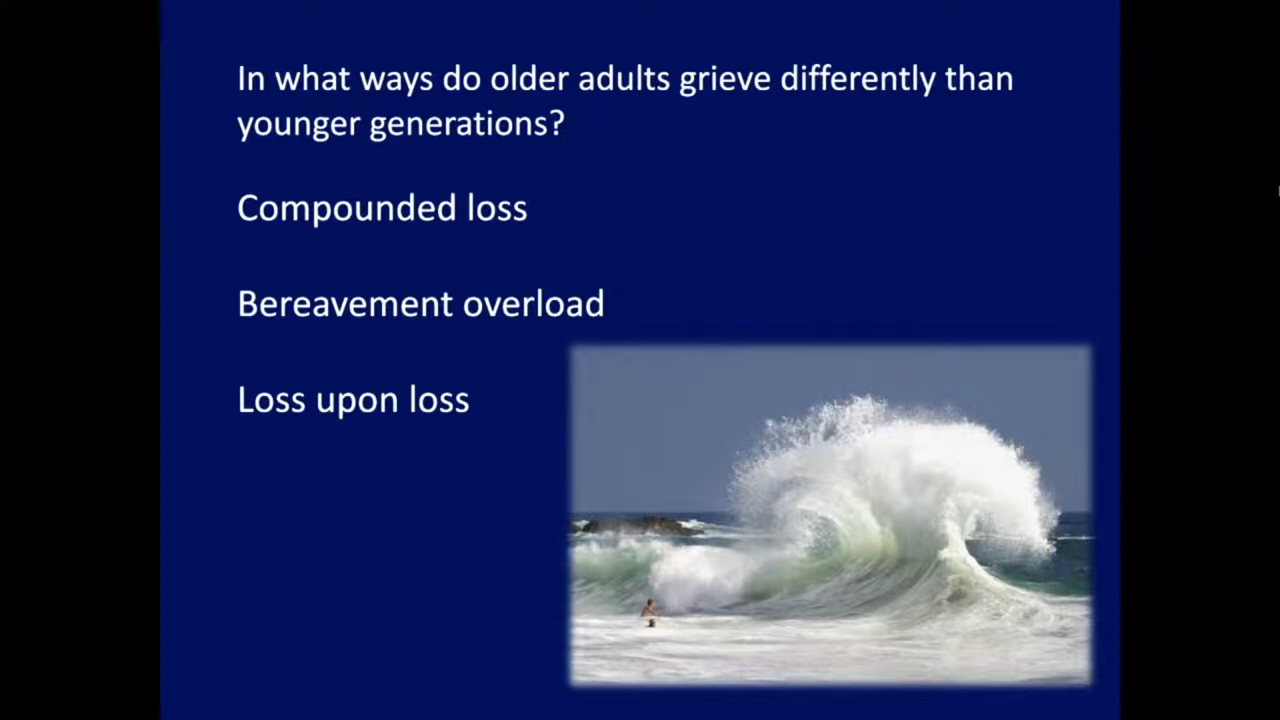 In what ways do older adults grieve differently than
younger generations?
Compounded loss
Bereavement overload
Loss upon loss